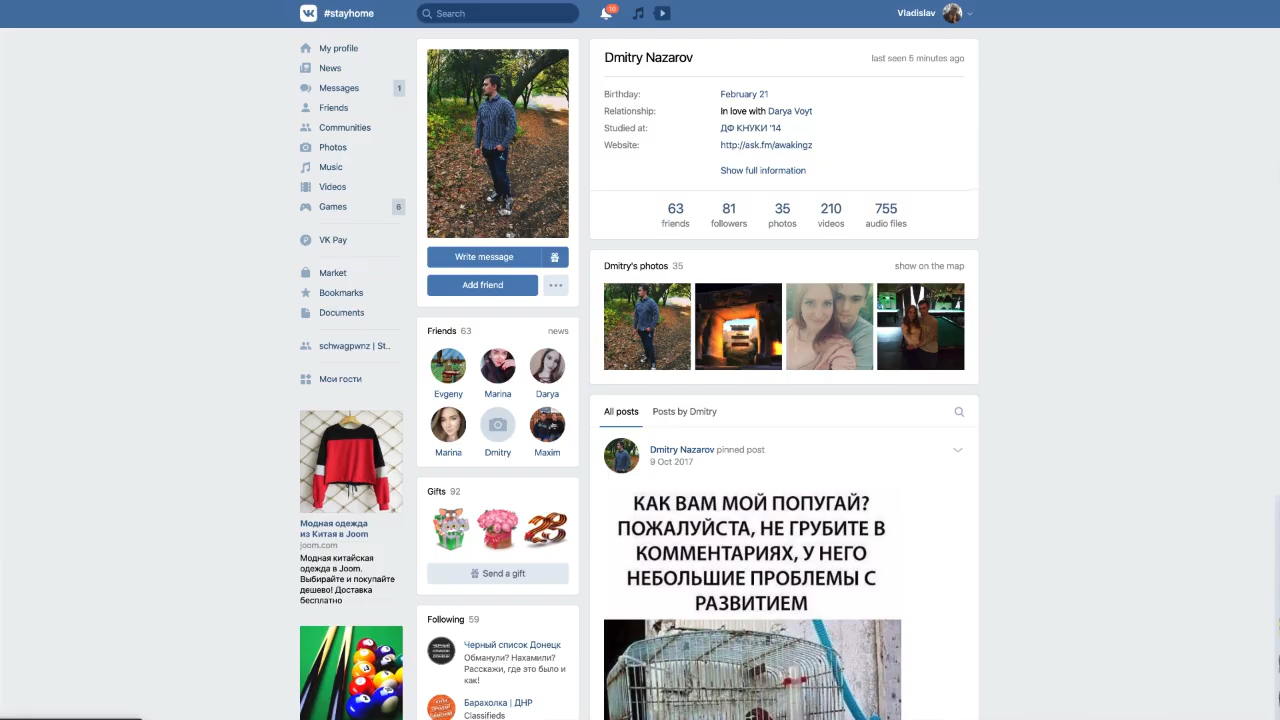 #stayhome
Search
10
Vladislav
My profile
News
Messages 1
Friends
Communities
Photos
Music
Videos
Games 6
VK Pay
Market
Bookmarks
Documents
schwagpwnz | St..
Мои гости
Модная одежда
из Китая в Joom
joom.com
Модная китайская
одежда в Joom.
Выбирайте и покупайте
дешево! Доставка
бесплатно
Write message
Add friend
Friends 63 news
Evgeny Marina Darya
Marina Dmitry Maxim
Gifts 92
Send a gift
Following 59
Черный список Донецк
Обманули? Нахамили?
Расскажи, где это было и
как!
Барахолка | ДНР
Classifieds
Dmitry Nazarov last seen 5 minutes ago
Birthday: February 21
Relationship: In love with Darya Voyt
Studied at: ДФ КНУКИ '14
Website: http://ask.fm/awakingz
Show full information
63 81 35 210 755
friends followers photos videos audio files
Dmitry's photos 35 show on the map
All posts Posts by Dmitry
Dmitry Nazarov pinned post
9 Oct 2017
КАК ВАМ МОЙ ПОПУГАЙ?
ПОЖАЛУЙСТА, НЕ ГРУБИТЕ В
КОММЕНТАРИЯХ, У НЕГО
НЕБОЛЬШИЕ ПРОБЛЕМЫ С
РАЗВИТИЕМ